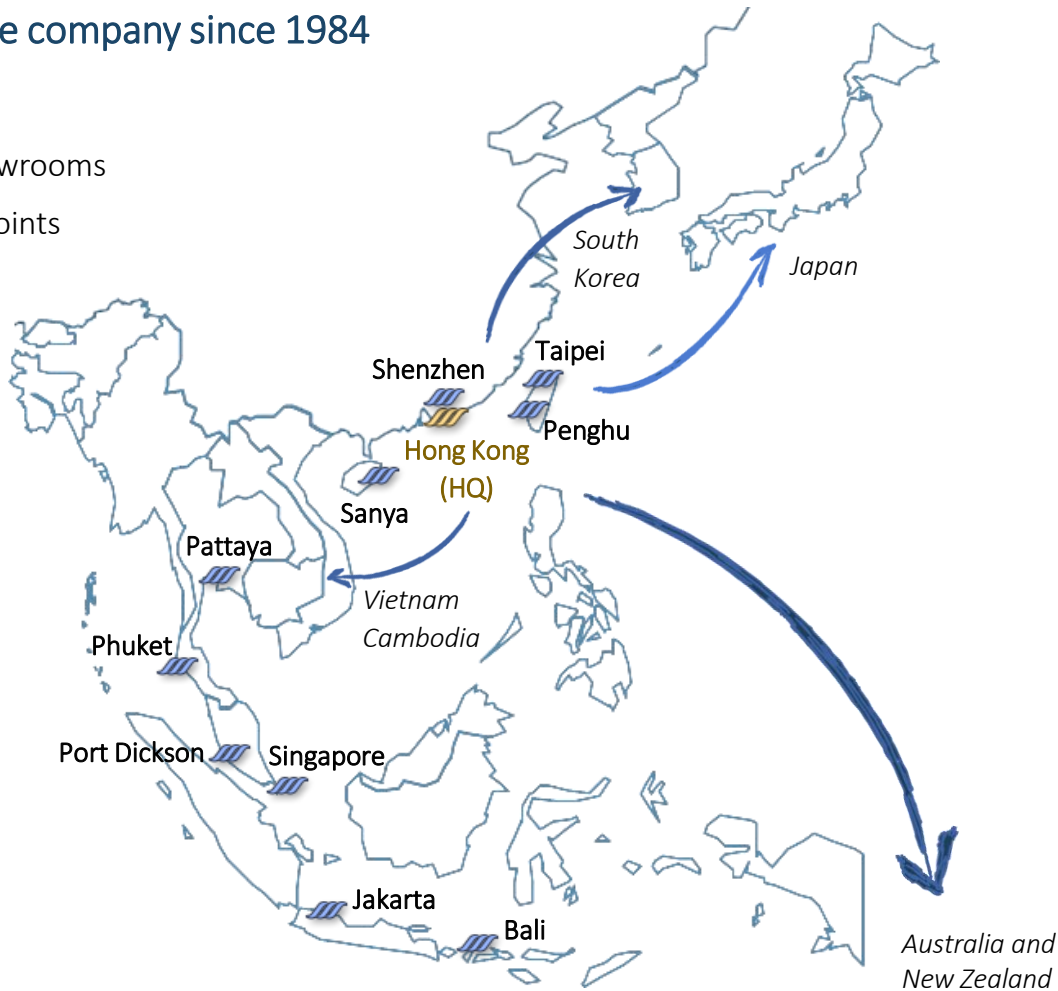 e company since 1984
wrooms
oints
South
Korea
Japan
Taipei
Shenzhen
Penghu
Hong Kong
(HQ)
Sanya
Pattaya
Vietnam
Cambodia
Phuket
Port Dickson
Singapore
Jakarta
Bali
Australia and
New Zealand